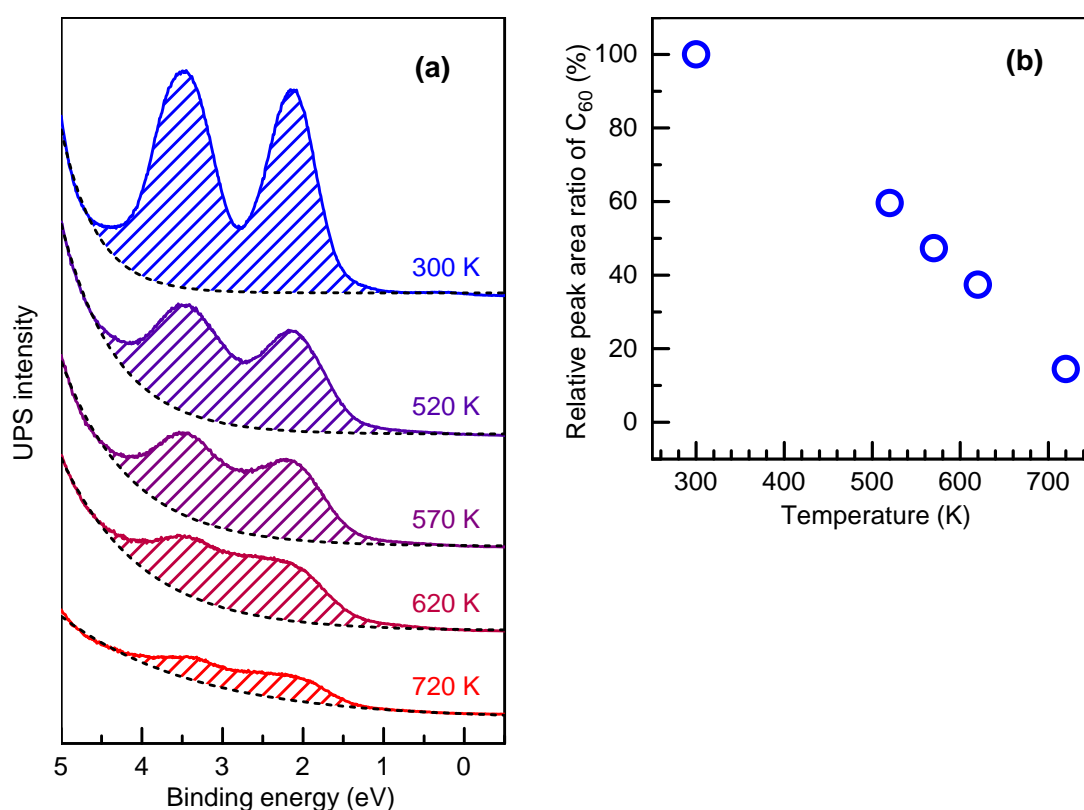 (a)
300 K
520 K
570 K
620 K
720 K
UPS intensity
5 4 3 2 1 0
Binding energy (eV)
(b)
100
80
60
40
20
0
Relative peak area ratio of C₆₀ (%)
300 400 500 600 700
Temperature (K)